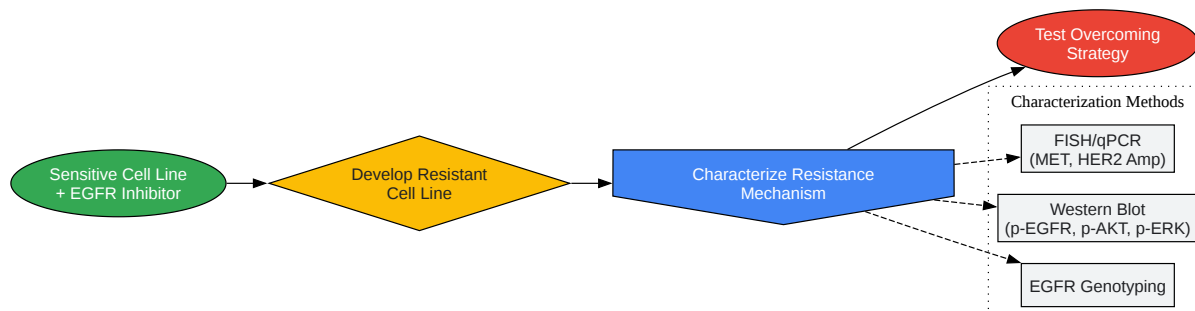 Sensitive Cell Line
+ EGFR Inhibitor
Develop Resistant
Cell Line
Characterize Resistance
Mechanism
Test Overcoming
Strategy
Characterization Methods
FISH/qPCR
(MET, HER2 Amp)
Western Blot
(p-EGFR, p-AKT, p-ERK)
EGFR Genotyping